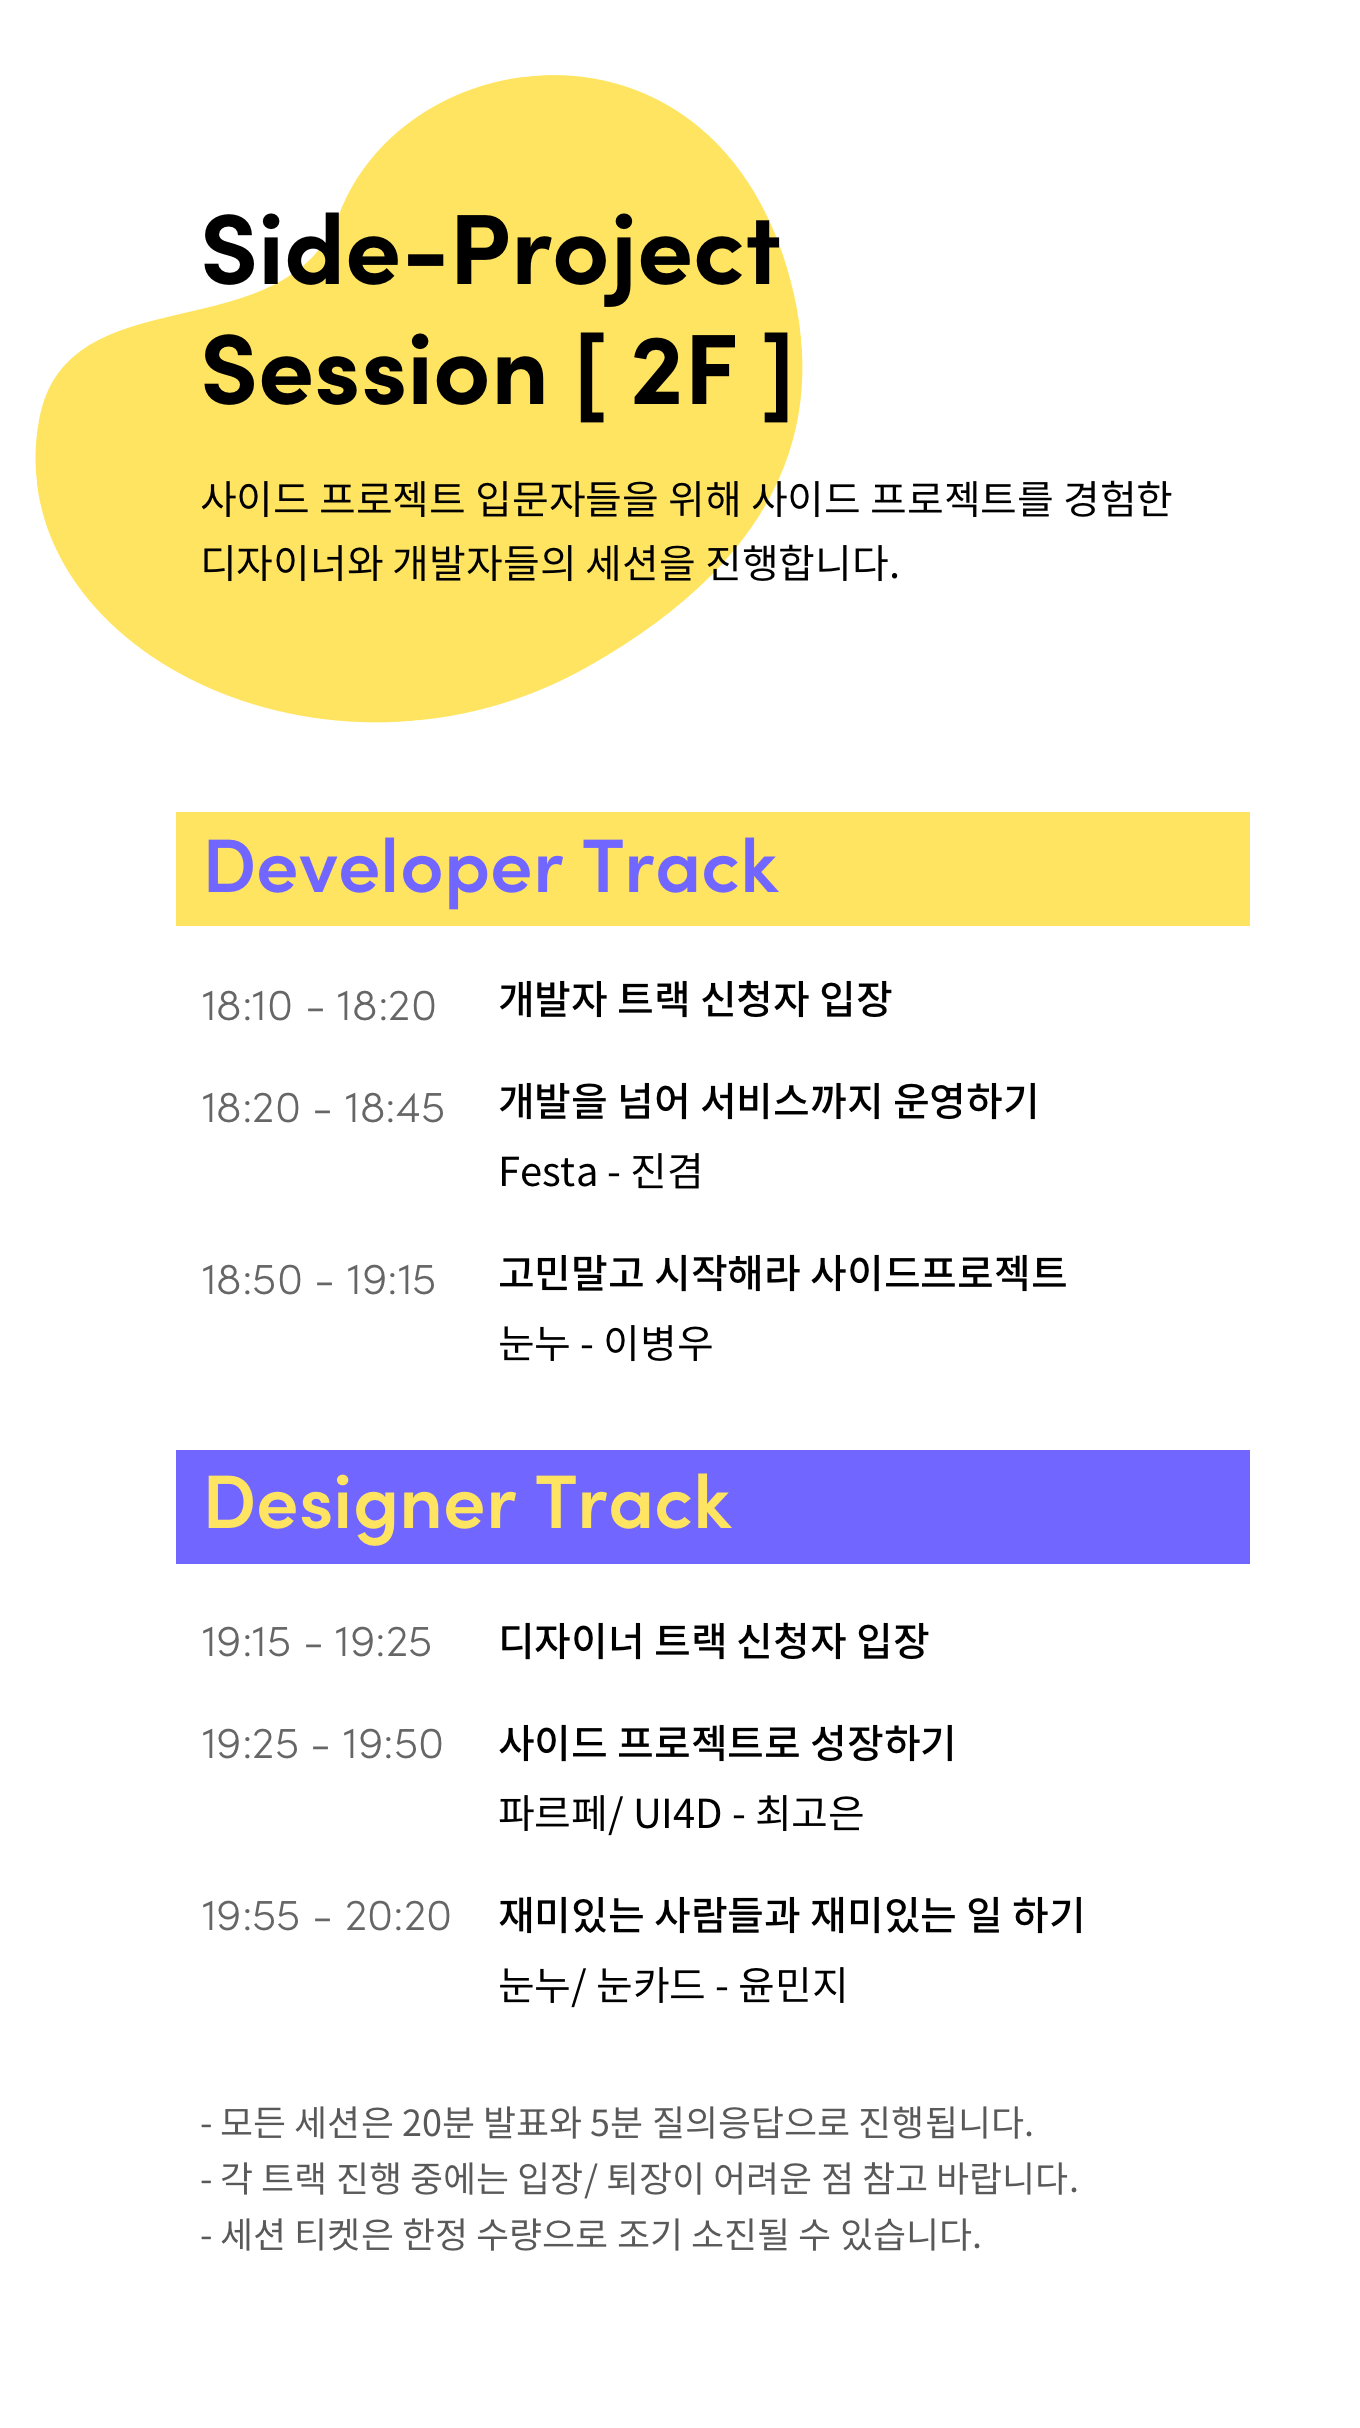 Side-Project
Session [ 2F ]
사이드 프로젝트 입문자들을 위해 사이드 프로젝트를 경험한
디자이너와 개발자들의 세션을 진행합니다.
Developer Track
18:10 - 18:20 개발자 트랙 신청자 입장
18:20 - 18:45 개발을 넘어 서비스까지 운영하기
Festa - 진겸
18:50 - 19:15 고민말고 시작해라 사이드프로젝트
눈누 - 이병우
Designer Track
19:15 - 19:25 디자이너 트랙 신청자 입장
19:25 - 19:50 사이드 프로젝트로 성장하기
파르페/ UI4D - 최고은
19:55 - 20:20 재미있는 사람들과 재미있는 일 하기
눈누/ 눈카드 - 윤민지
- 모든 세션은 20분 발표와 5분 질의응답으로 진행됩니다.
- 각 트랙 진행 중에는 입장/ 퇴장이 어려운 점 참고 바랍니다.
- 세션 티켓은 한정 수량으로 조기 소진될 수 있습니다.